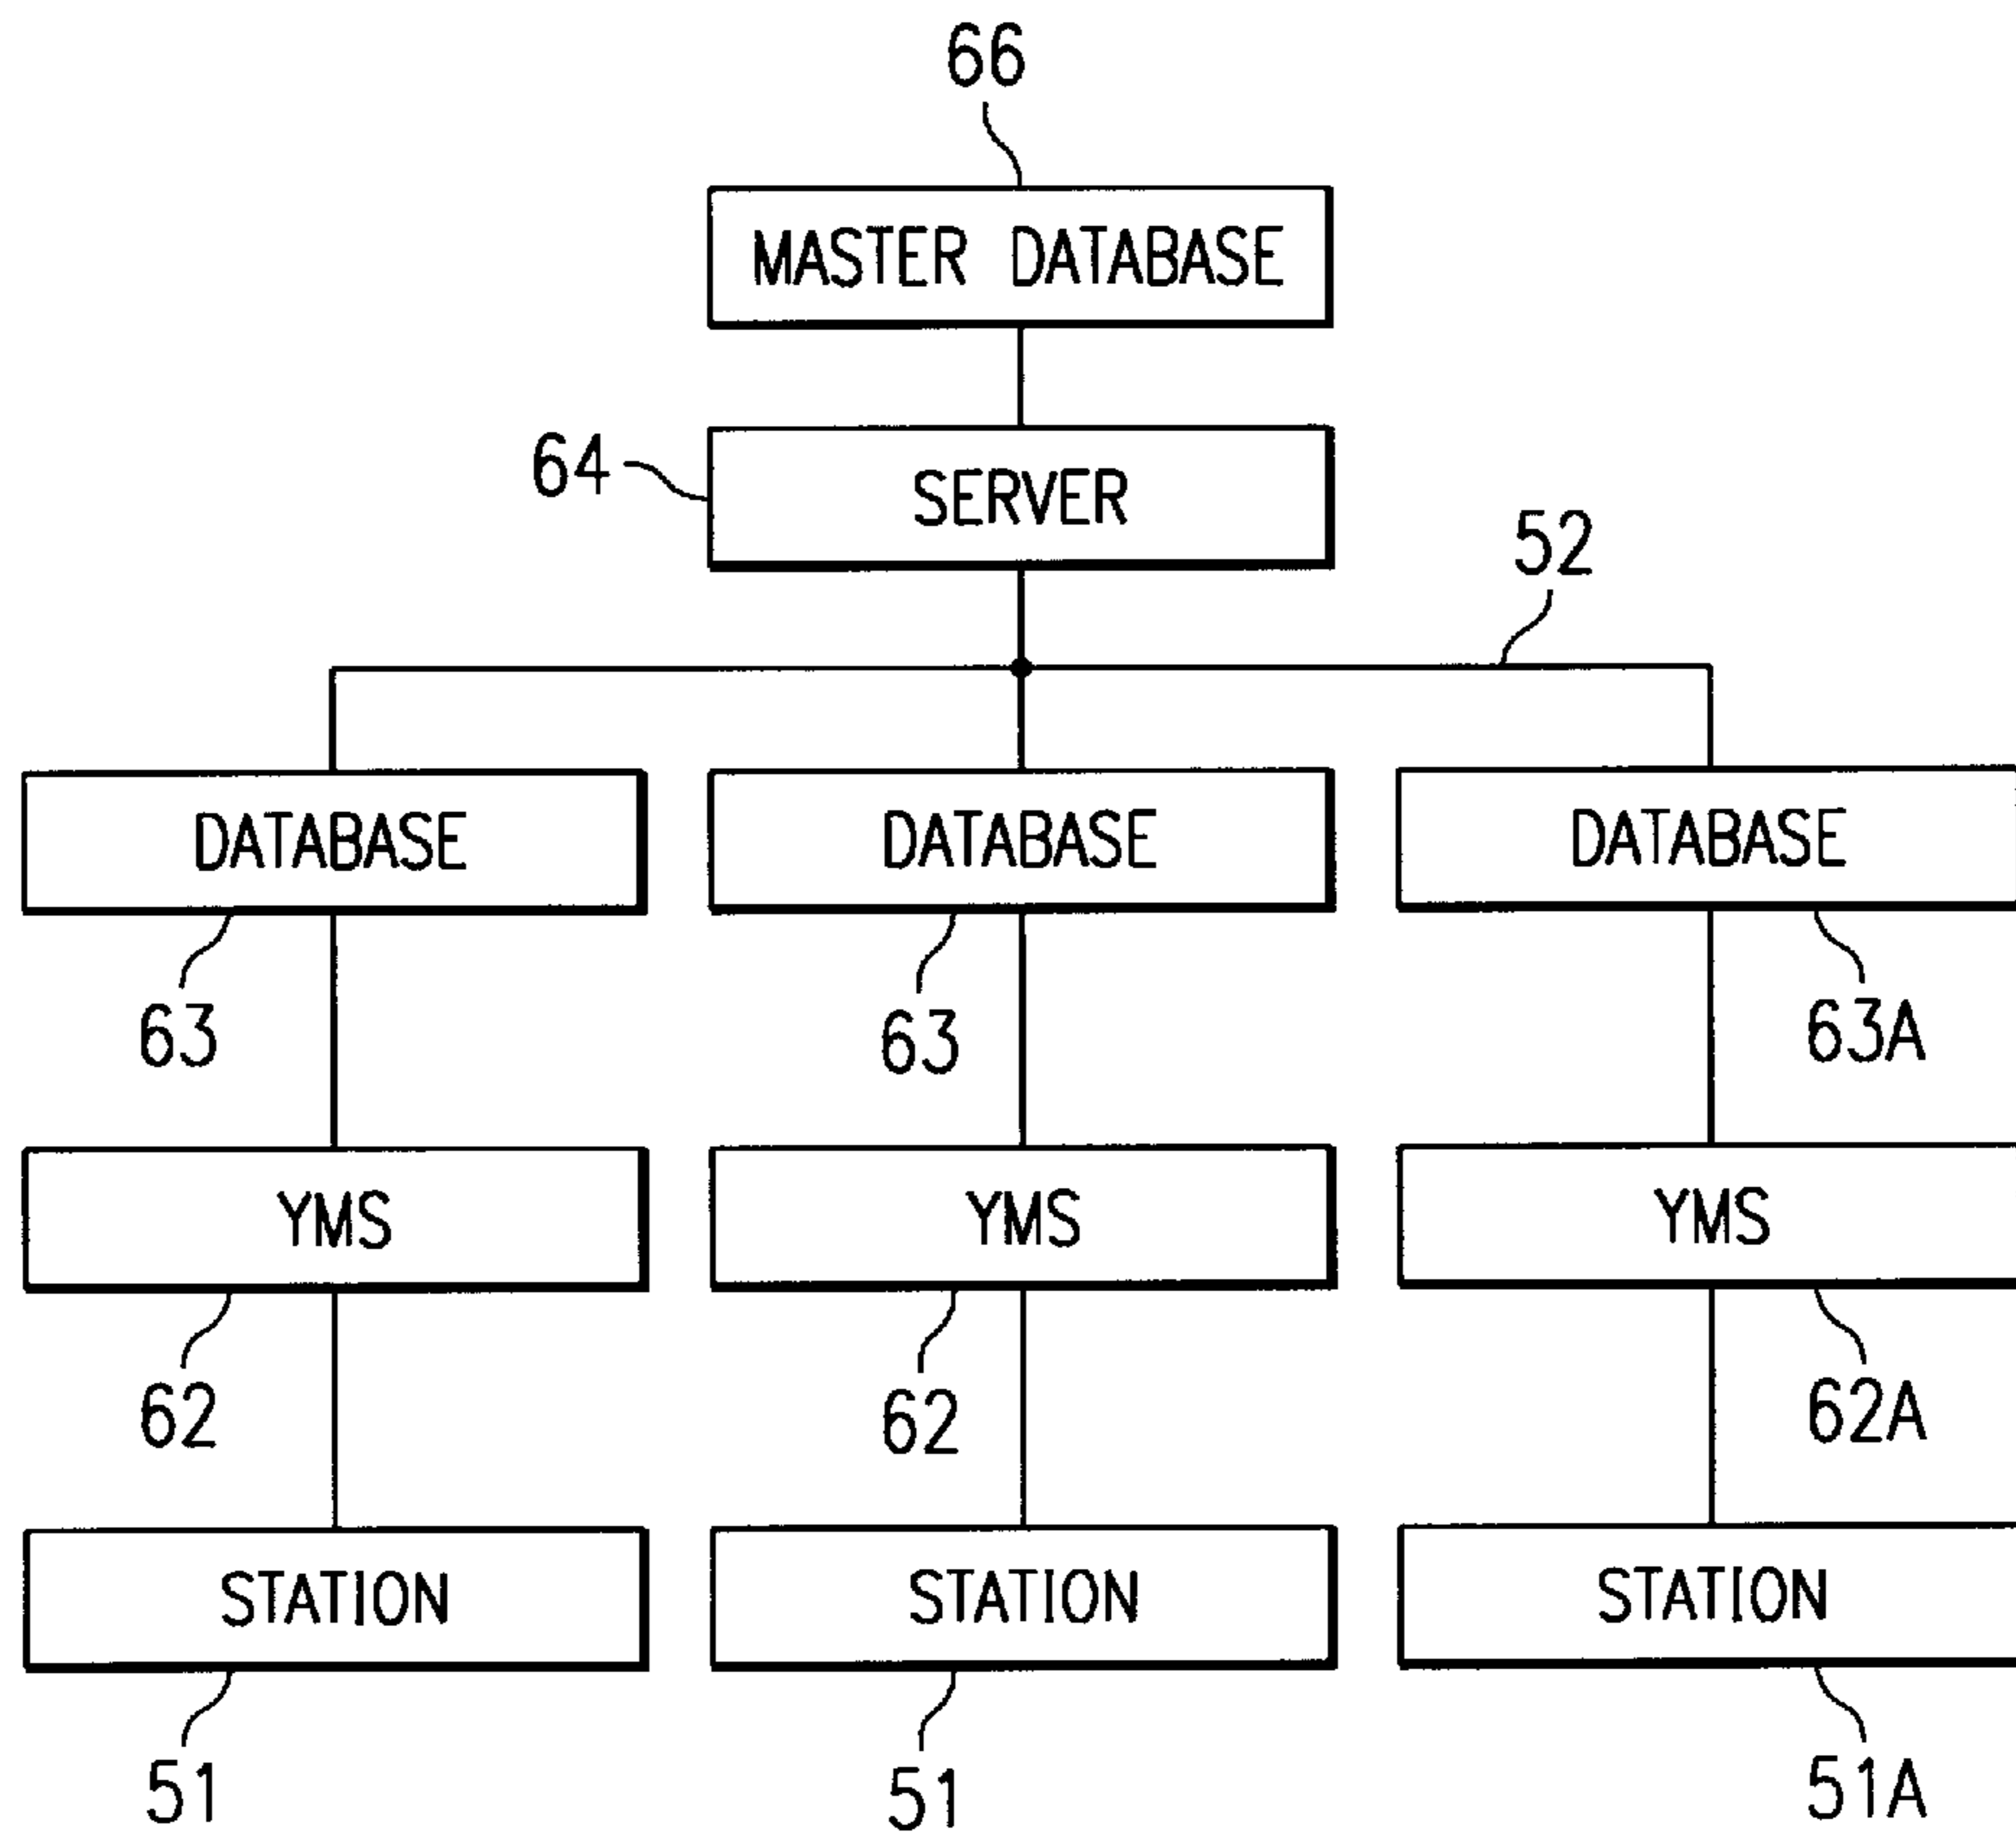 66
MASTER DATABASE
64
SERVER
52
DATABASE DATABASE DATABASE
63 63 63A
YMS YMS YMS
62 62 62A
STATION STATION STATION
51 51 51A